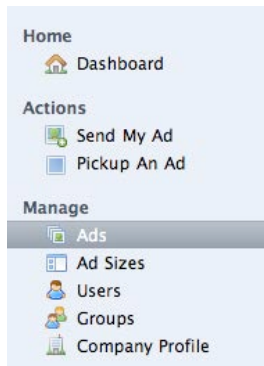 Home
Dashboard
Actions
Send My Ad
Pickup An Ad
Manage
Ads
Ad Sizes
Users
Groups
Company Profile